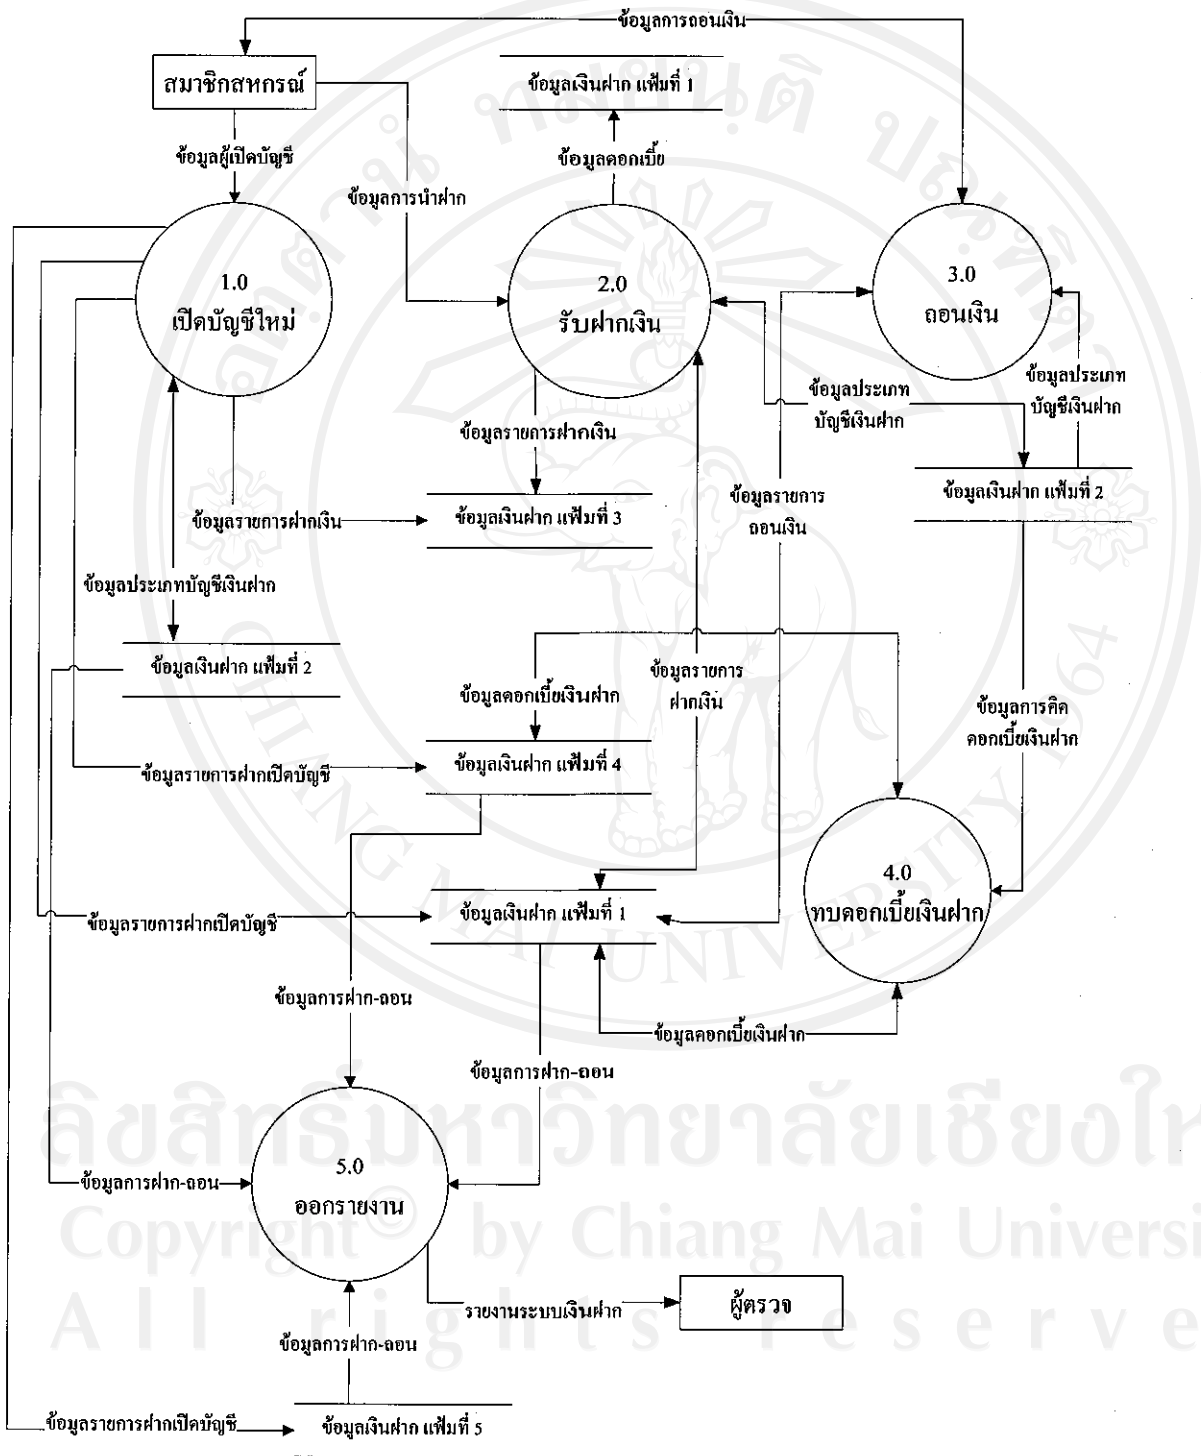 ข้อมูลการถอนเงิน
สมาชิกสหกรณ์
ข้อมูลเงินฝาก แฟ้มที่ 1
ข้อมูลผู้เปิดบัญชี
ข้อมูลดอกเบี้ย
ข้อมูลการนำฝาก
1.0
เปิดบัญชีใหม่
2.0
รับฝากเงิน
3.0
ถอนเงิน
ข้อมูลประเภท
บัญชีเงินฝาก
ข้อมูลประเภท
บัญชีเงินฝาก
ข้อมูลรายการฝากเงิน
ข้อมูลรายการ
ถอนเงิน
ข้อมูลเงินฝาก แฟ้มที่ 2
ข้อมูลรายการฝากเงิน
ข้อมูลเงินฝาก แฟ้มที่ 3
ข้อมูลประเภทบัญชีเงินฝาก
ข้อมูลเงินฝาก แฟ้มที่ 2
ข้อมูลดอกเบี้ยเงินฝาก
ข้อมูลรายการ
ฝากเงิน
ข้อมูลการคิด
ดอกเบี้ยเงินฝาก
ข้อมูลรายการฝากเปิดบัญชี
ข้อมูลเงินฝาก แฟ้มที่ 4
4.0
ทบดอกเบี้ยเงินฝาก
ข้อมูลรายการฝากเปิดบัญชี
ข้อมูลเงินฝาก แฟ้มที่ 1
ข้อมูลการฝาก-ถอน
ข้อมูลดอกเบี้ยเงินฝาก
ข้อมูลการฝาก-ถอน
5.0
ออกรายงาน
ข้อมูลการฝาก-ถอน
รายงานระบบเงินฝาก
ผู้ตรวจ
ข้อมูลการฝาก-ถอน
ข้อมูลรายการฝากเปิดบัญชี
ข้อมูลเงินฝาก แฟ้มที่ 5
CHIANG MAI UNIVERSITY 1964
ลิขสิทธิ์มหาวิทยาลัยเชียงให
Copyright© by Chiang Mai Universi
All rights reserve